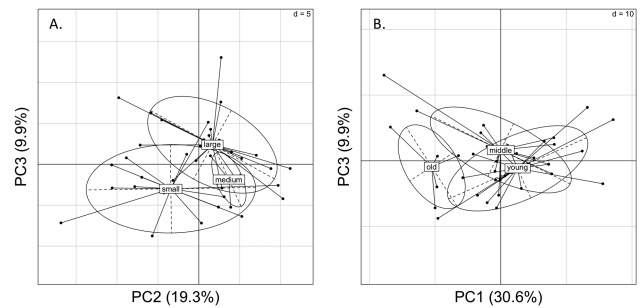 A.
d = 5
large
medium
small
PC3 (9.9%)
PC2 (19.3%)
B.
d = 10
middle
old
young
PC3 (9.9%)
PC1 (30.6%)